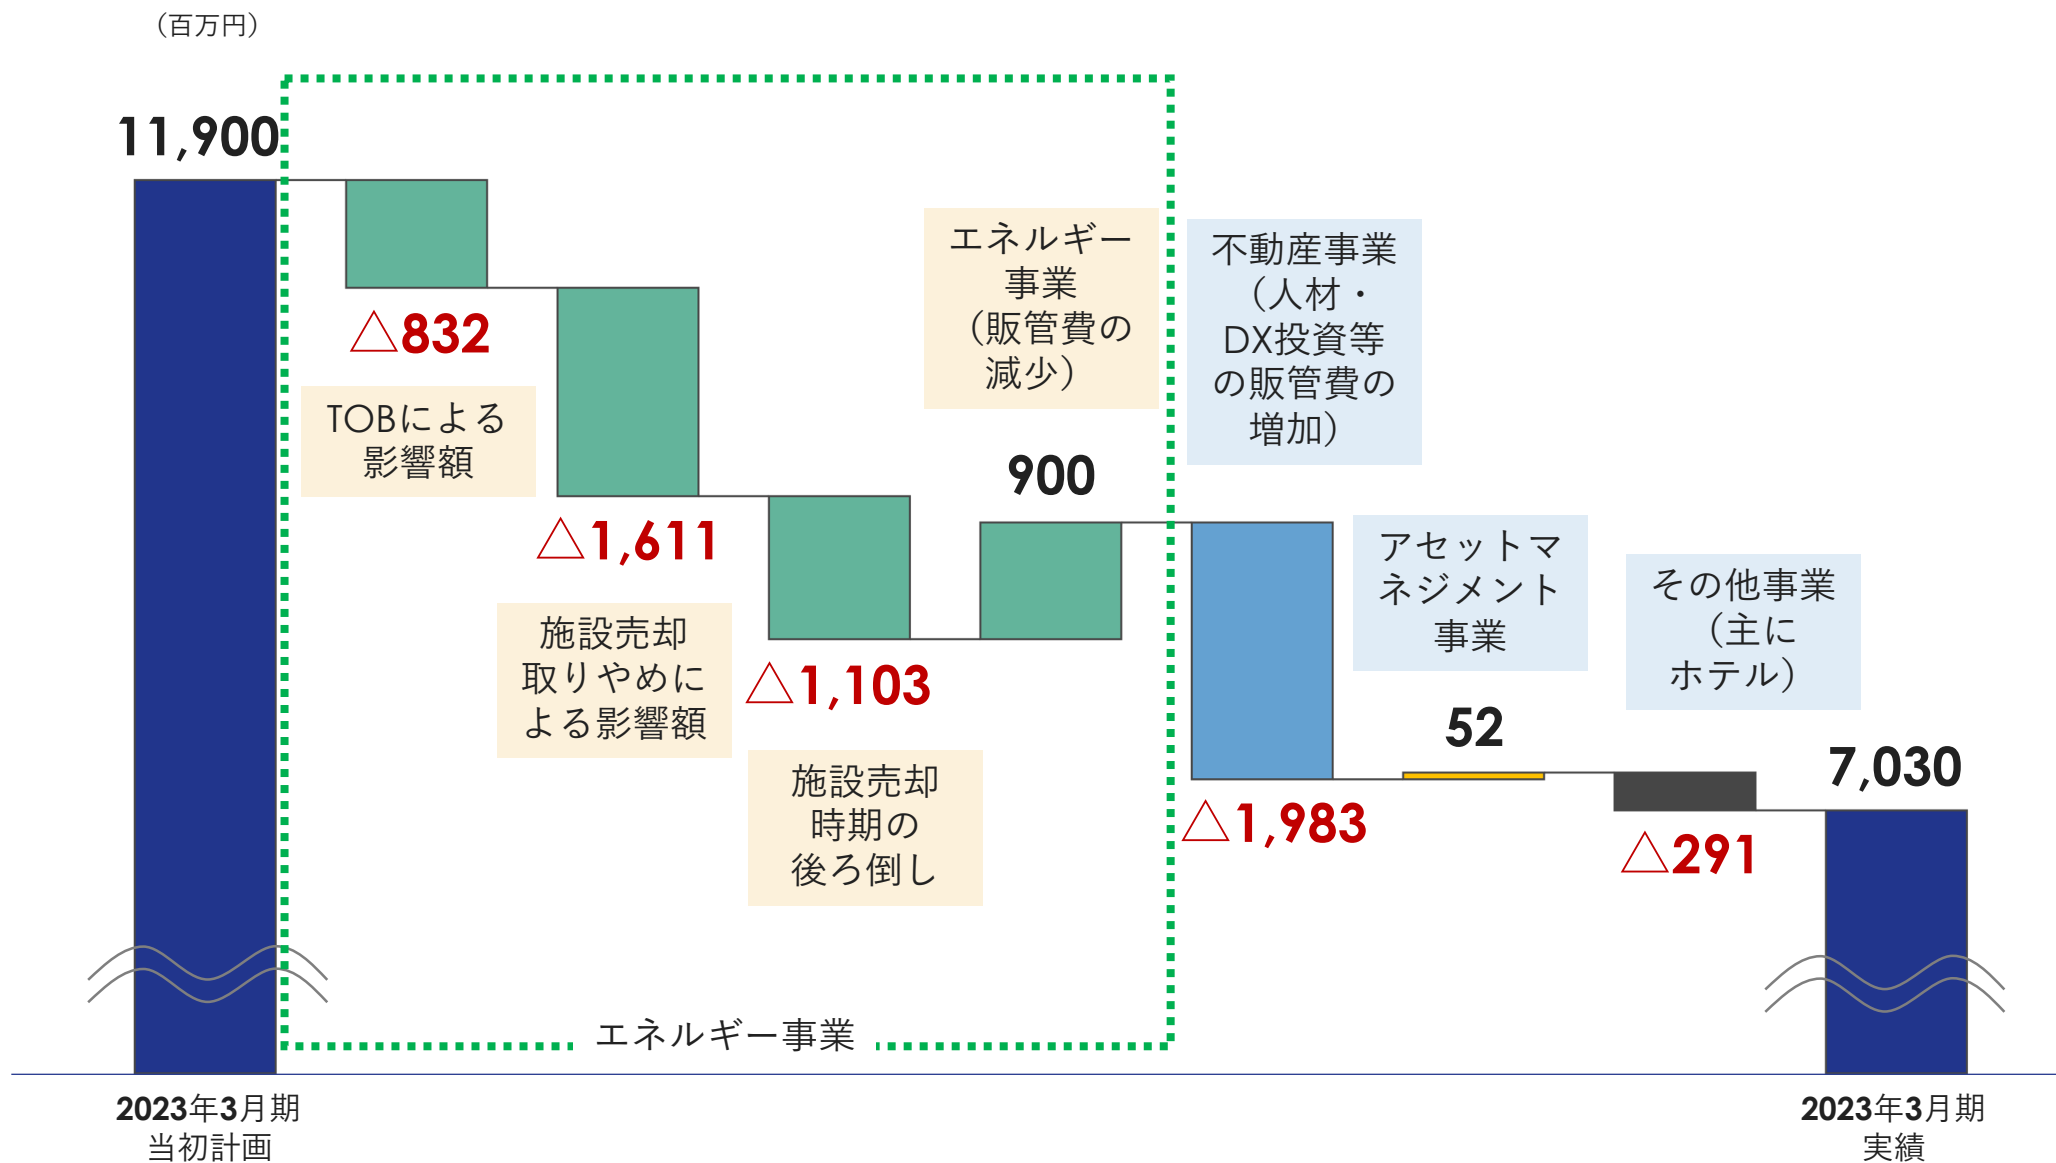 （百万円）
11,900
△832
TOBによる
影響額
△1,611
施設売却
取りやめに
よる影響額
△1,103
施設売却
時期の
後ろ倒し
エネルギー
事業
（販管費の
減少）
900
エネルギー事業
不動産事業
（人材・
DX投資等
の販管費の
増加）
△1,983
アセットマ
ネジメント
事業
52
その他事業
（主に
ホテル）
△291
7,030
2023年3月期
当初計画
2023年3月期
実績